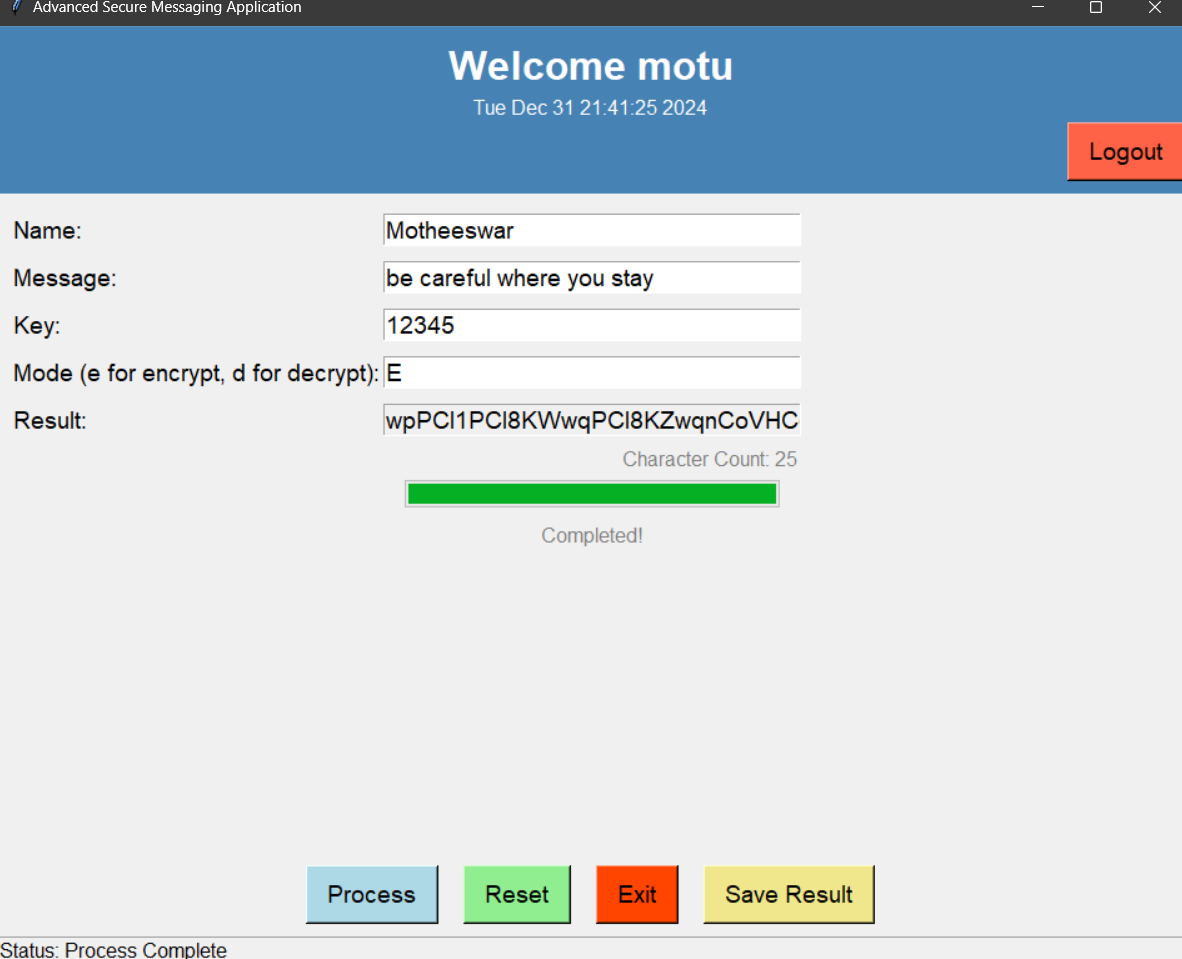 Advanced Secure Messaging Application
Welcome motu
Tue Dec 31 21:41:25 2024
Logout
Name: Motheeswar
Message: be careful where you stay
Key: 12345
Mode (e for encrypt, d for decrypt): E
Result: wpPCl1PCl8KWwqPCl8KZwqnCoVHC
Character Count: 25
Completed!
Process Reset Exit Save Result
Status: Process Complete